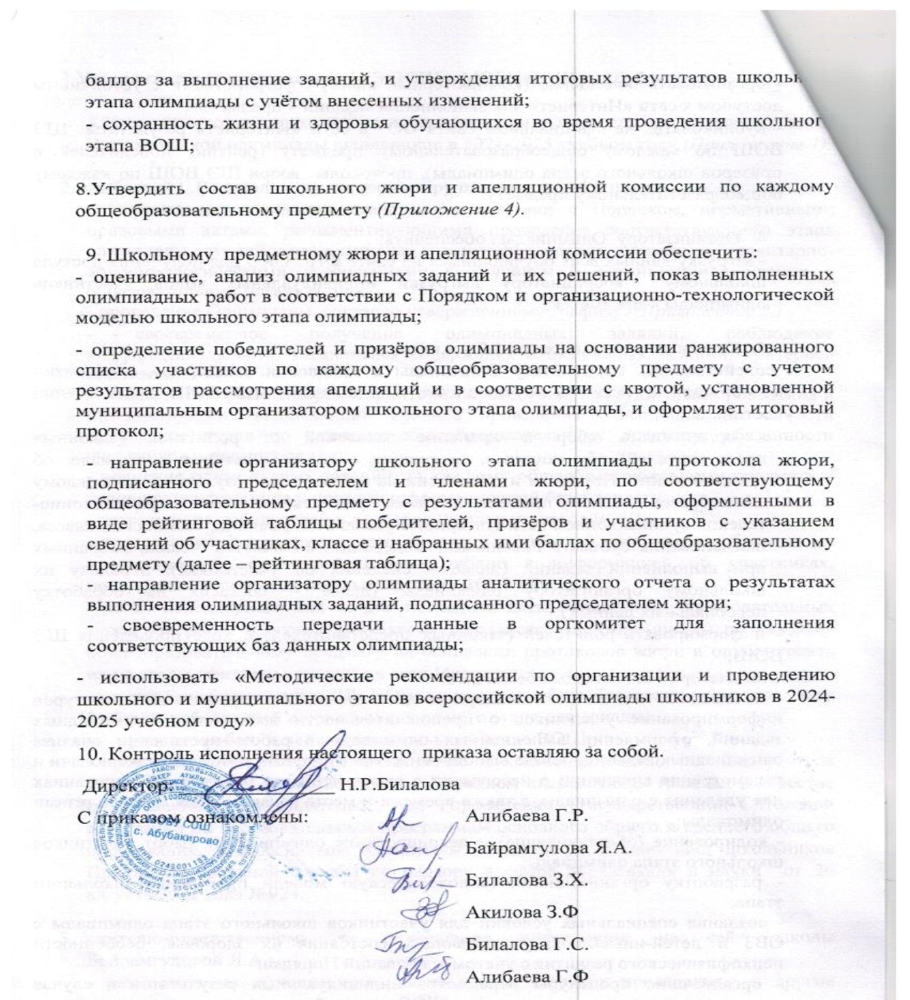 баллов за выполнение заданий, и утверждения итоговых результатов школьн
этапа олимпиады с учётом внесенных изменений;
- сохранность жизни и здоровья обучающихся во время проведения школьного
этапа ВОШ;
8.Утвердить состав школьного жюри и апелляционной комиссии по каждому
общеобразовательному предмету (Приложение 4).
9. Школьному предметному жюри и апелляционной комиссии обеспечить:
- оценивание, анализ олимпиадных заданий и их решений, показ выполненных
олимпиадных работ в соответствии с Порядком и организационно-технологической
моделью школьного этапа олимпиады;
- определение победителей и призёров олимпиады на основании ранжированного
списка участников по каждому общеобразовательному предмету с учетом
результатов рассмотрения апелляций и в соответствии с квотой, установленной
муниципальным организатором школьного этапа олимпиады, и оформляет итоговый
протокол;
- направление организатору школьного этапа олимпиады протокола жюри,
подписанного председателем и членами жюри, по соответствующему
общеобразовательному предмету с результатами олимпиады, оформленными в
виде рейтинговой таблицы победителей, призёров и участников с указанием
сведений об участниках, классе и набранных ими баллах по общеобразовательному
предмету (далее – рейтинговая таблица);
- направление организатору олимпиады аналитического отчета о результатах
выполнения олимпиадных заданий, подписанного председателем жюри;
- своевременность передачи данные в оргкомитет для заполнения
соответствующих баз данных олимпиады;
- использовать «Методические рекомендации по организации и проведению
школьного и муниципального этапов всероссийской олимпиады школьников в 2024-
2025 учебном году»
10. Контроль исполнения настоящего приказа оставляю за собой.
Директор: Н.Р.Билалова
С приказом ознакомлены:
Алибаева Г.Р.
Байрамгулова Я.А.
Билалова З.Х.
Акилова З.Ф
Билалова Г.С.
Алибаева Г.Ф
МОБУ СОШ
с. Абубакирово
ИНН 0248001193